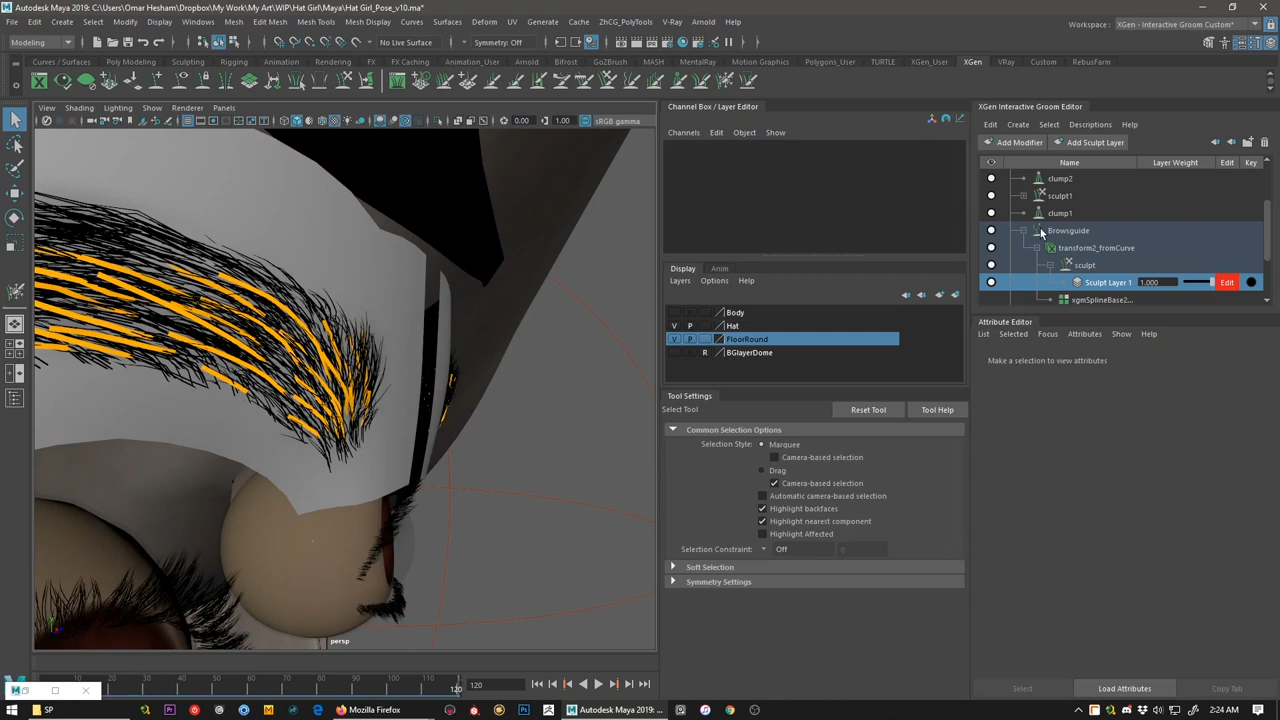 Autodesk Maya 2019: C:\Users\Omar Hesham\Dropbox\My Work\My Art\WIP\Hat Girl\Maya\Hat Girl_Pose_v10.ma*
File Edit Create Select Modify Display Windows Mesh Edit Mesh Mesh Tools Mesh Display Curves Surfaces Deform UV Generate Cache ZhCG_PolyTools V-Ray Arnold Help
Workspace : XGen - Interactive Groom Custom*
Modeling No Live Surface Symmetry: Off
Curves / Surfaces Poly Modeling Sculpting Rigging Animation Rendering FX FX Caching Animation_User Arnold Bifrost GoZBrush MASH MentalRay Motion Graphics Polygons_User TURTLE XGen_User XGen VRay Custom RebusFarm
View Shading Lighting Show Renderer Panels
0.00 1.00 sRGB gamma
persp
Channel Box / Layer Editor
Channels Edit Object Show
Display Anim
Layers Options Help
Body
V P Hat
V P FloorRound
R BGlayerDome
Tool Settings
Select Tool Reset Tool Tool Help
Common Selection Options
Selection Style: Marquee
Camera-based selection
Drag
Camera-based selection
Automatic camera-based selection
Highlight backfaces
Highlight nearest component
Highlight Affected
Selection Constraint: Off 0
Soft Selection
Symmetry Settings
XGen Interactive Groom Editor
Edit Create Select Descriptions Help
Add Modifier Add Sculpt Layer
Name Layer Weight Edit Key
clump2
sculpt1
clump1
Browsguide
transform2_fromCurve
sculpt
Sculpt Layer 1 1.000 Edit
xgmSplineBase2...
Attribute Editor
List Selected Focus Attributes Show Help
Make a selection to view attributes
Select Load Attributes Copy Tab
120 120
SP Mozilla Firefox Autodesk Maya 2019: ... 2:24 AM